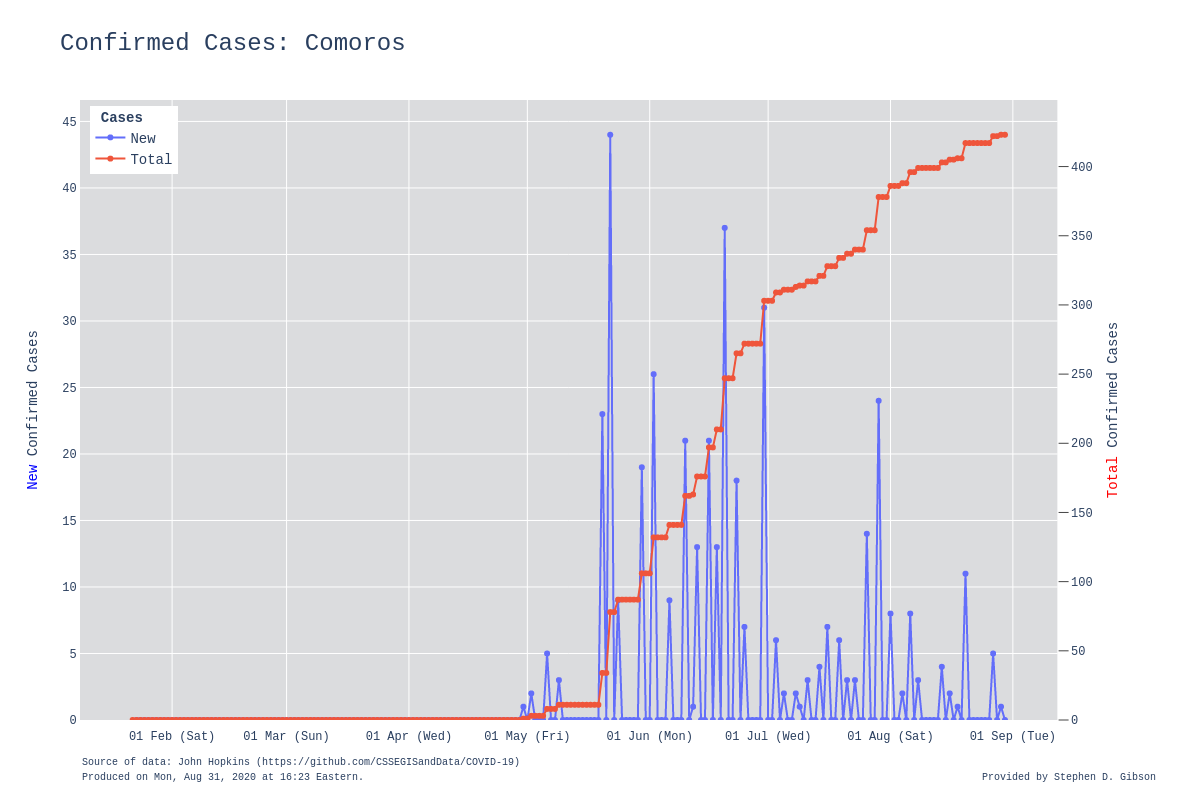 Confirmed Cases: Comoros
Cases
New
Total
45
40
35
30
25
20
15
10
5
0
400
350
300
250
200
150
100
50
0
New Confirmed Cases
Total Confirmed Cases
01 Feb (Sat)
01 Mar (Sun)
01 Apr (Wed)
01 May (Fri)
01 Jun (Mon)
01 Jul (Wed)
01 Aug (Sat)
01 Sep (Tue)
Source of data: John Hopkins (https://github.com/CSSEGISandData/COVID-19)
Produced on Mon, Aug 31, 2020 at 16:23 Eastern.
Provided by Stephen D. Gibson